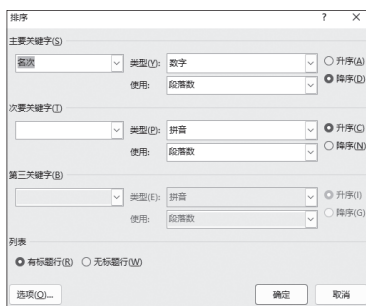 排序 ? ×
主要关键字(S)
名次 类型(Y): 数字 升序(A)
使用: 段落数 降序(D)
次要关键字(T)
类型(P): 拼音 升序(C)
使用: 段落数 降序(N)
第三关键字(B)
类型(E): 拼音 升序(I)
使用: 段落数 降序(G)
列表
有标题行(R) 无标题行(W)
选项(O)... 确定 取消